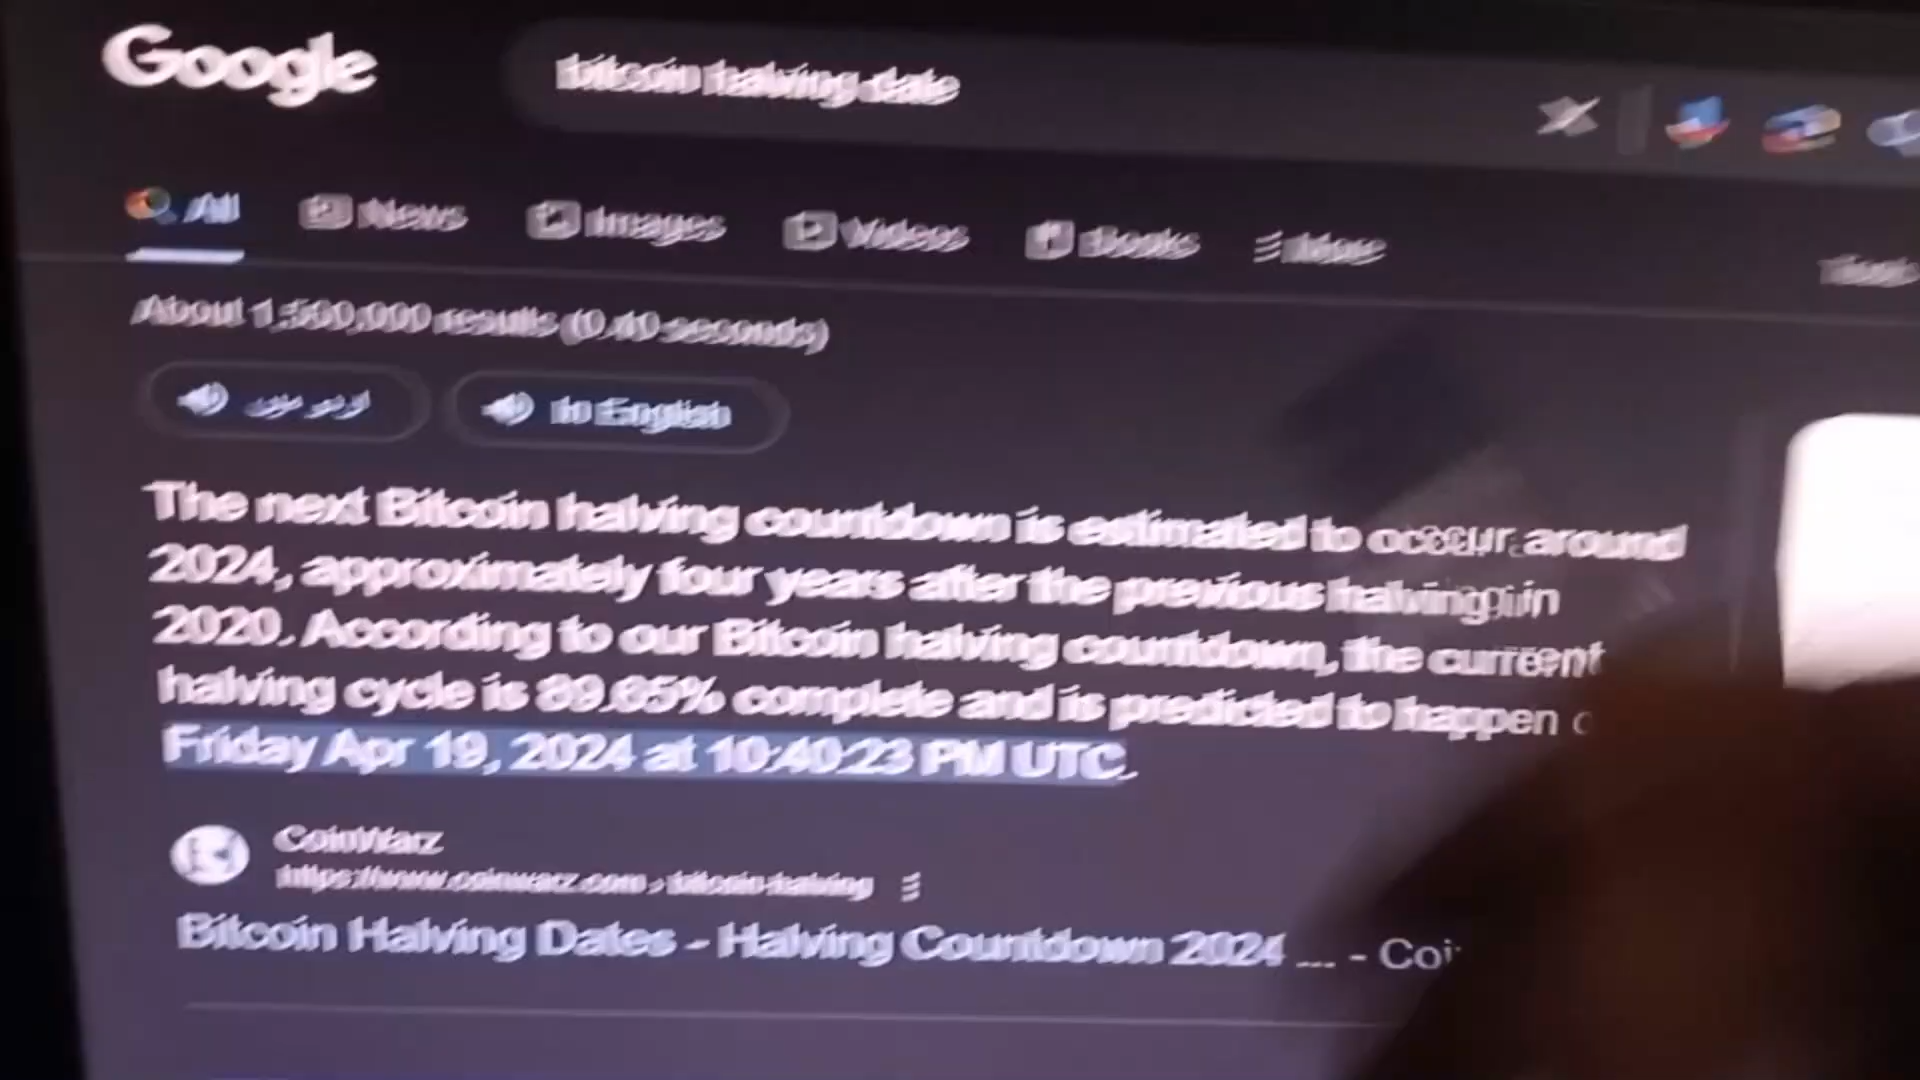 Google
bitcoin halving date
All News Images Videos Books More
Tools
About 1,560,000 results (0.40 seconds)
اردو میں In English
The next Bitcoin halving countdown is estimated to occur around
2024, approximately four years after the previous halving in
2020. According to our Bitcoin halving countdown, the current
halving cycle is 89.65% complete and is predicted to happen
Friday Apr 19, 2024 at 10:40:23 PM UTC.
CoinWarz
https://www.coinwarz.com › bitcoin-halving
Bitcoin Halving Dates - Halving Countdown 2024 ... - Coi